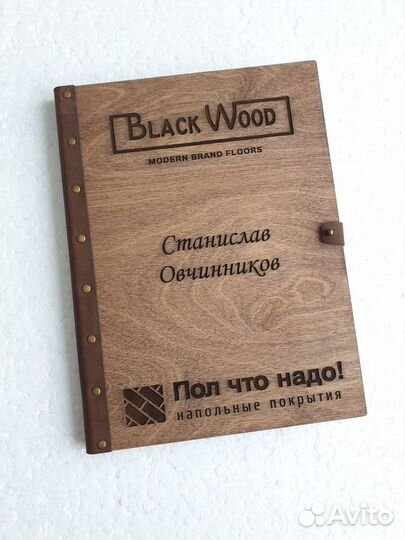 BLACK WOOD
MODERN BRAND FLOORS
Станислав
Овчинников
Пол что надо!
напольные покрытия
Avito